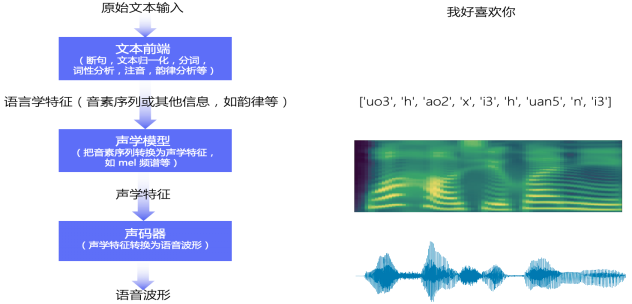 原始文本输入
我好喜欢你
文本前端
（断句，文本归一化，分词，
词性分析，注音，韵律分析等）
语言学特征（音素序列或其他信息，如韵律等）
['uo3', 'h', 'ao2', 'x', 'i3', 'h', 'uan5', 'n', 'i3']
声学模型
（把音素序列转换为声学特征，
如 mel 频谱等）
声学特征
声码器
（声学特征转换为语音波形）
语音波形